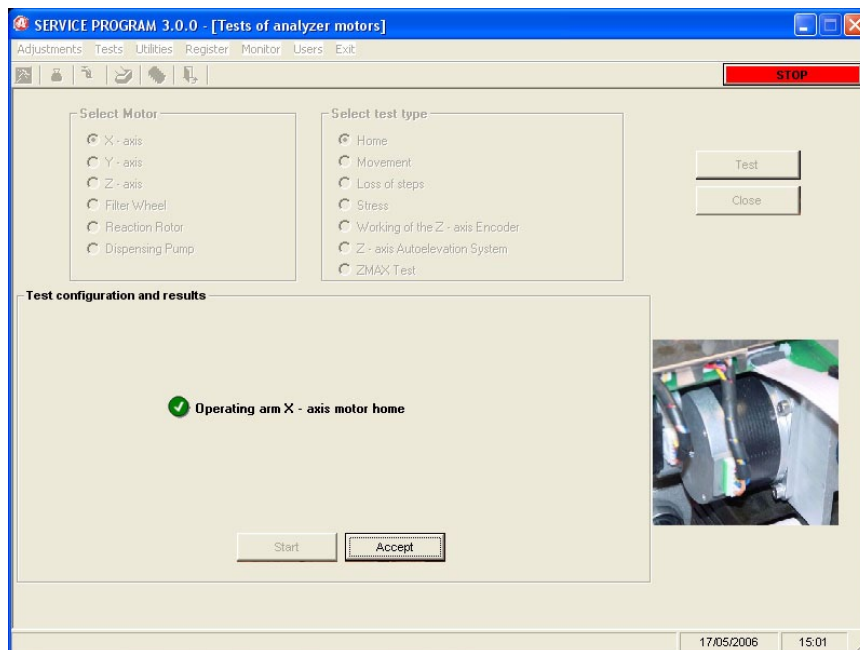 SERVICE PROGRAM 3.0.0 - [Tests of analyzer motors]
Adjustments Tests Utilities Register Monitor Users Exit
STOP
Select Motor
X - axis
Y - axis
Z - axis
Filter Wheel
Reaction Rotor
Dispensing Pump
Select test type
Home
Movement
Loss of steps
Stress
Working of the Z - axis Encoder
Z - axis Autoelevation System
ZMAX Test
Test
Close
Test configuration and results
Operating arm X - axis motor home
Start Accept
17/05/2006 15:01